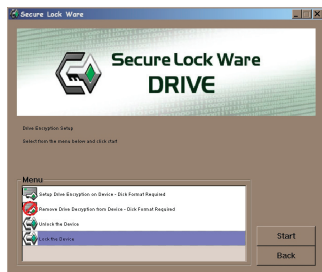 Secure Lock Ware
Secure Lock Ware
DRIVE
Drive Encryption Setup
Select from the menu below and click start
Menu
Setup Drive Encryption on Device - Disk Format Required
Remove Drive Decryption from Device - Disk Format Required
Unlock the Device
Lock the Device
Start
Back